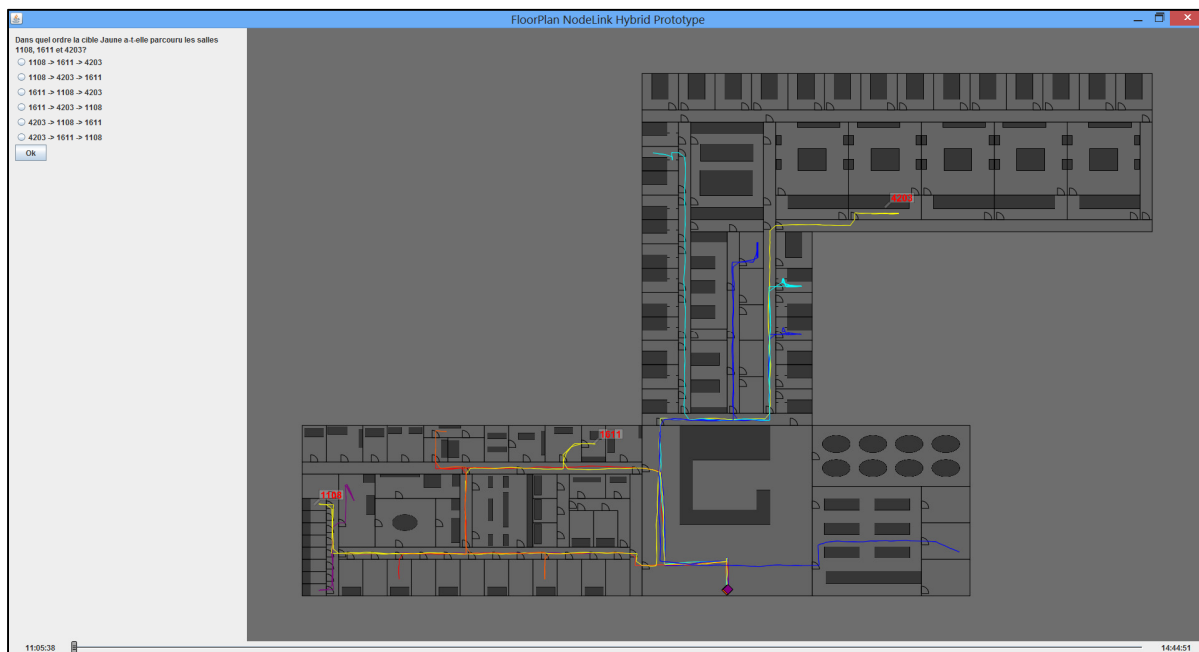 FloorPlan NodeLink Hybrid Prototype
Dans quel ordre la cible Jaune a-t-elle parcouru les salles
1108, 1611 et 4203?
1108 -> 1611 -> 4203
1108 -> 4203 -> 1611
1611 -> 1108 -> 4203
1611 -> 4203 -> 1108
4203 -> 1108 -> 1611
4203 -> 1611 -> 1108
Ok
4203
1611
1108
11:05:38
14:44:51